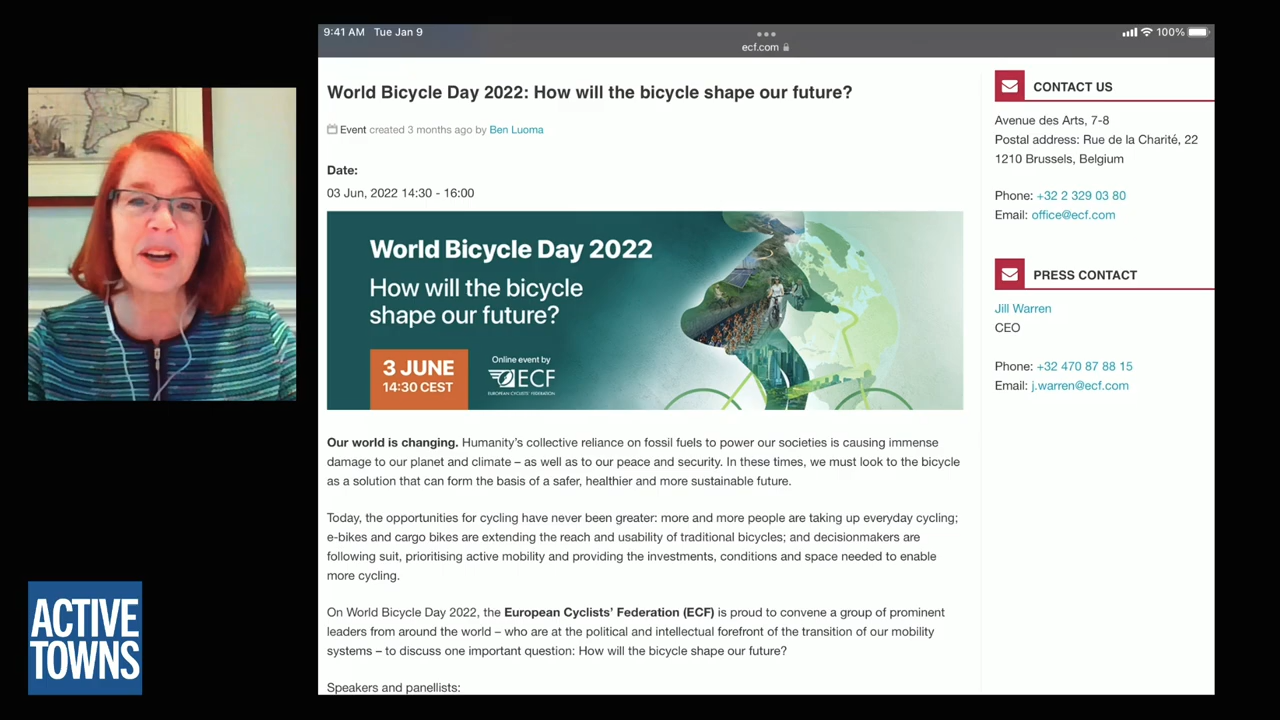 9:41 AM Tue Jan 9
ecf.com
100%
World Bicycle Day 2022: How will the bicycle shape our future?
Event created 3 months ago by Ben Luoma
Date:
03 Jun, 2022 14:30 - 16:00
World Bicycle Day 2022
How will the bicycle
shape our future?
3 JUNE
14:30 CEST
Online event by
ECF
EUROPEAN CYCLISTS' FEDERATION
Our world is changing. Humanity's collective reliance on fossil fuels to power our societies is causing immense
damage to our planet and climate – as well as to our peace and security. In these times, we must look to the bicycle
as a solution that can form the basis of a safer, healthier and more sustainable future.
Today, the opportunities for cycling have never been greater: more and more people are taking up everyday cycling;
e-bikes and cargo bikes are extending the reach and usability of traditional bicycles; and decisionmakers are
following suit, prioritising active mobility and providing the investments, conditions and space needed to enable
more cycling.
On World Bicycle Day 2022, the European Cyclists' Federation (ECF) is proud to convene a group of prominent
leaders from around the world – who are at the political and intellectual forefront of the transition of our mobility
systems – to discuss one important question: How will the bicycle shape our future?
Speakers and panellists:
CONTACT US
Avenue des Arts, 7-8
Postal address: Rue de la Charité, 22
1210 Brussels, Belgium
Phone: +32 2 329 03 80
Email: office@ecf.com
PRESS CONTACT
Jill Warren
CEO
Phone: +32 470 87 88 15
Email: j.warren@ecf.com
ACTIVE
TOWNS